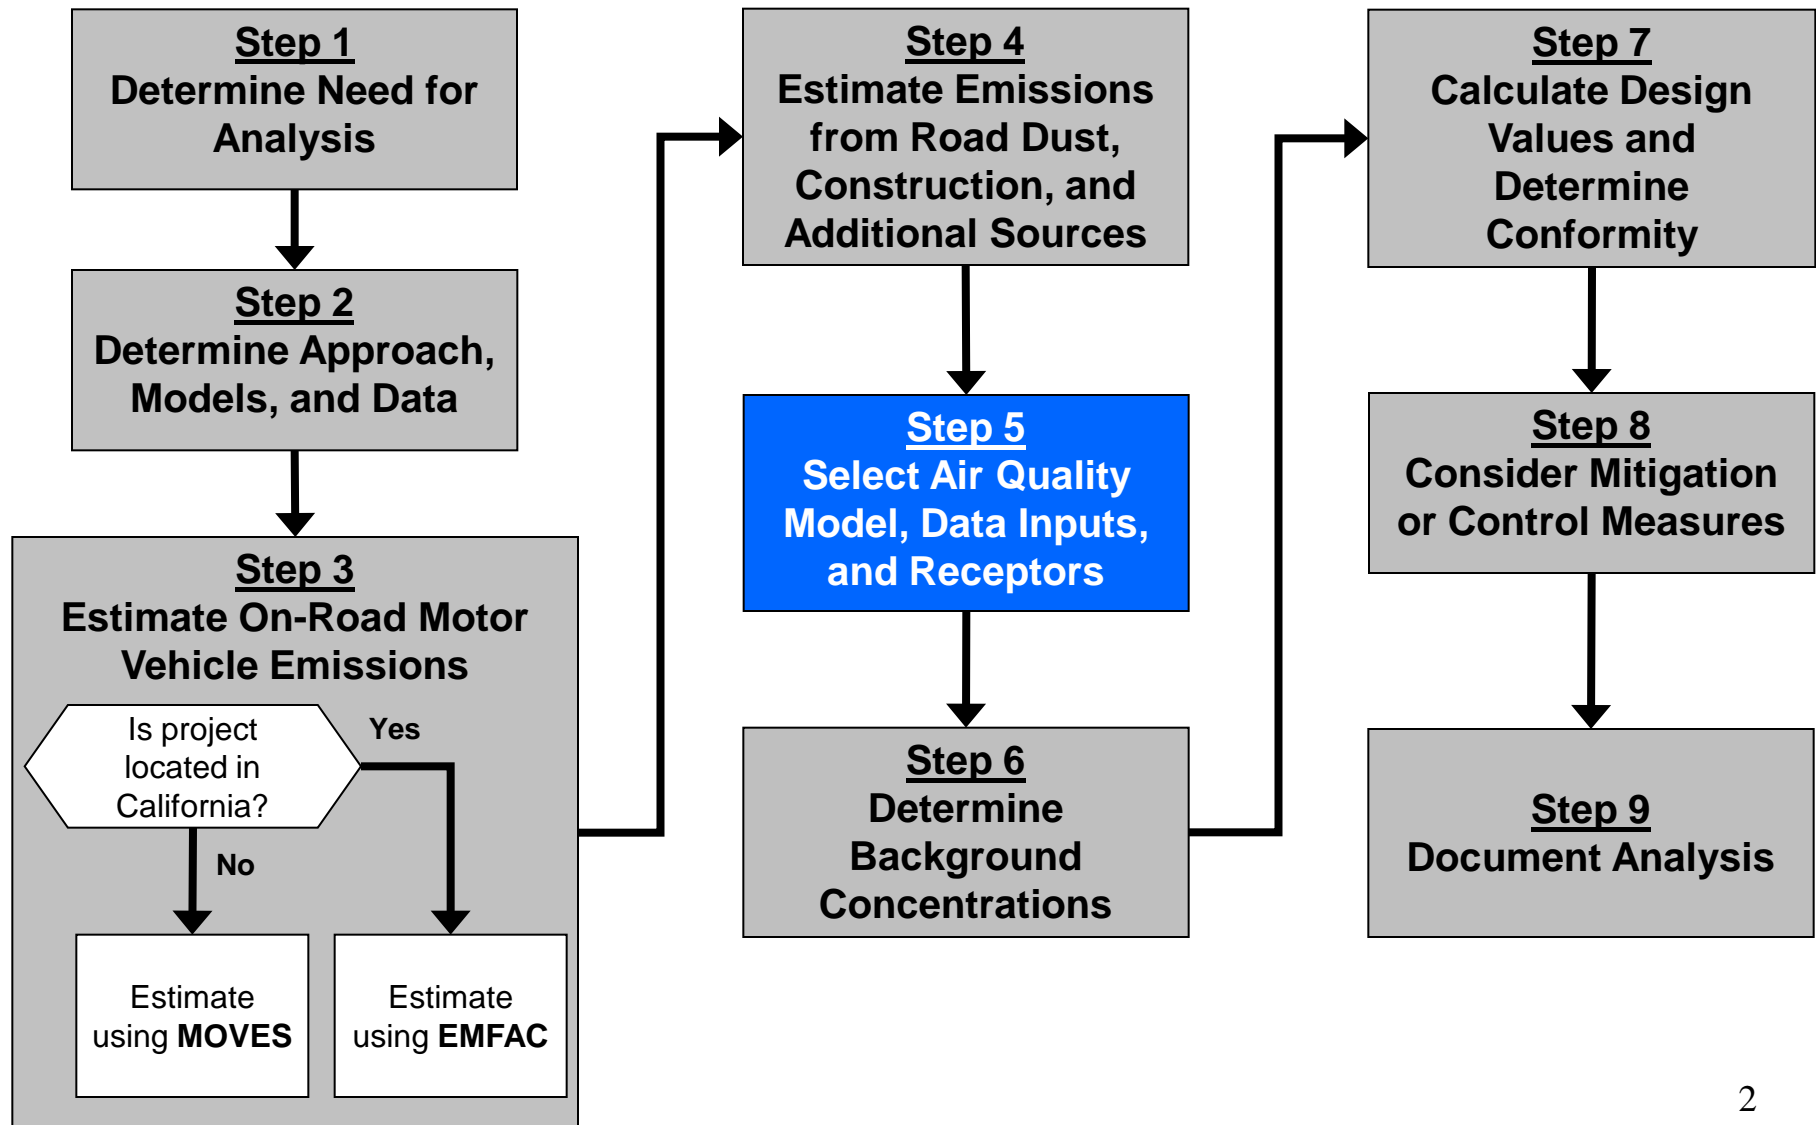 Step 1
Determine Need for
Analysis
Step 2
Determine Approach,
Models, and Data
Step 3
Estimate On-Road Motor
Vehicle Emissions
Is project
located in
California?
Yes
No
Estimate
using MOVES
Estimate
using EMFAC
Step 4
Estimate Emissions
from Road Dust,
Construction, and
Additional Sources
Step 5
Select Air Quality
Model, Data Inputs,
and Receptors
Step 6
Determine
Background
Concentrations
Step 7
Calculate Design
Values and
Determine
Conformity
Step 8
Consider Mitigation
or Control Measures
Step 9
Document Analysis
2